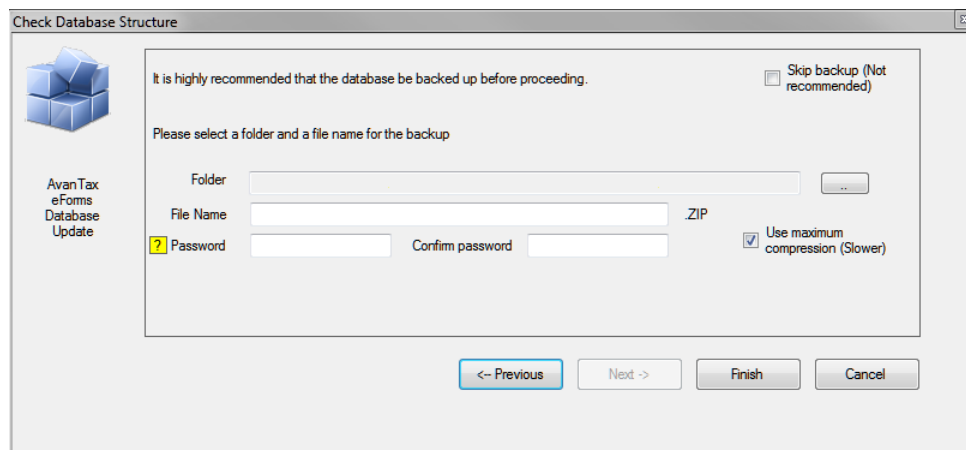 Check Database Structure
It is highly recommended that the database be backed up before proceeding.
Skip backup (Not
recommended)
Please select a folder and a file name for the backup
AvanTax
eForms
Database
Update
Folder
..
File Name
.ZIP
? Password
Confirm password
Use maximum
compression (Slower)
<-- Previous
Next ->
Finish
Cancel